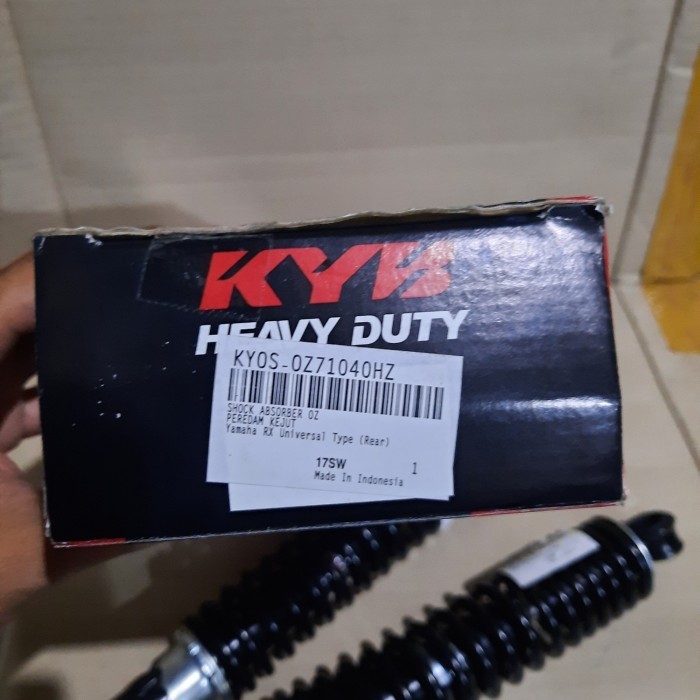 KYB
HEAVY DUTY
KYOS-OZ71040HZ
SHOCK ABSORBER OZ
PEREDAM KEJUT
Yamaha RX Universal Type (Rear)
17SW 1
Made In Indonesia